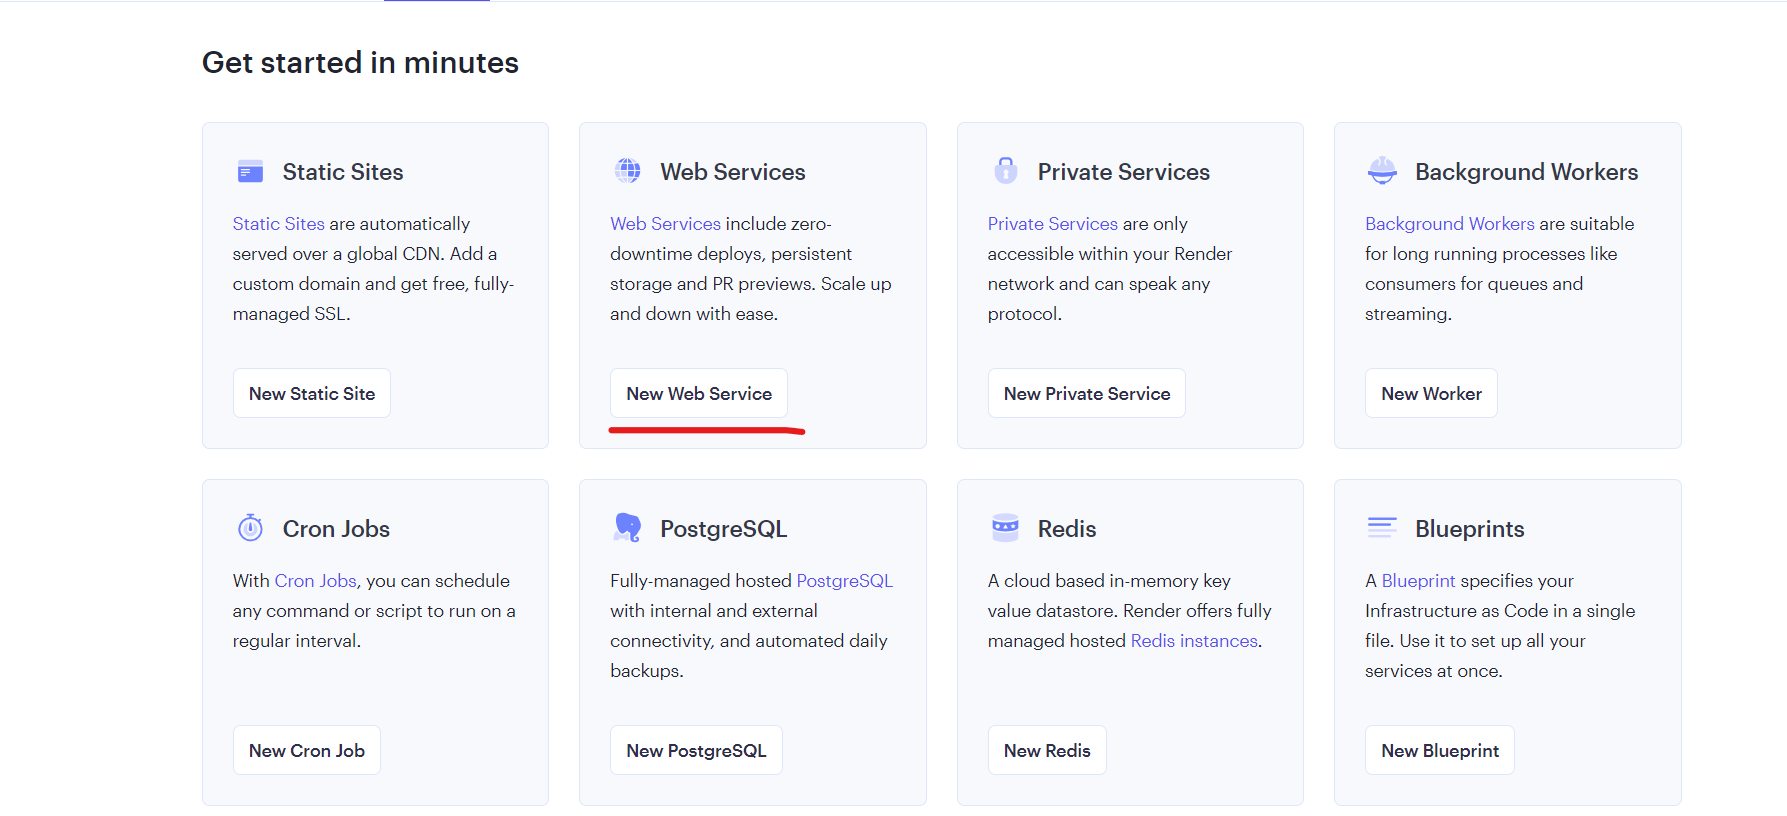 Get started in minutes
Static Sites
Static Sites are automatically
served over a global CDN. Add a
custom domain and get free, fully-
managed SSL.
New Static Site
Web Services
Web Services include zero-
downtime deploys, persistent
storage and PR previews. Scale up
and down with ease.
New Web Service
Private Services
Private Services are only
accessible within your Render
network and can speak any
protocol.
New Private Service
Background Workers
Background Workers are suitable
for long running processes like
consumers for queues and
streaming.
New Worker
Cron Jobs
With Cron Jobs, you can schedule
any command or script to run on a
regular interval.
New Cron Job
PostgreSQL
Fully-managed hosted PostgreSQL
with internal and external
connectivity, and automated daily
backups.
New PostgreSQL
Redis
A cloud based in-memory key
value datastore. Render offers fully
managed hosted Redis instances.
New Redis
Blueprints
A Blueprint specifies your
Infrastructure as Code in a single
file. Use it to set up all your
services at once.
New Blueprint